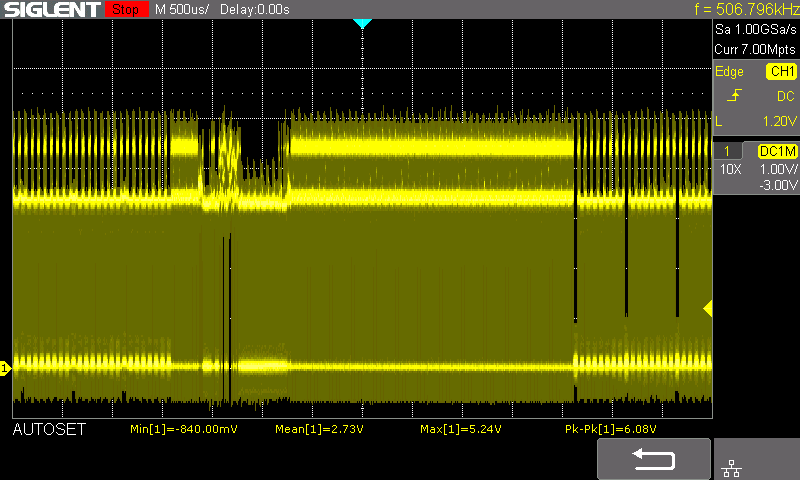 SIGLENT Stop M 500us/ Delay:0.00s f = 506.796kHz
Sa 1.00GSa/s
Curr 7.00Mpts
Edge CH1
DC
L 1.20V
1 DC1M
10X 1.00V/
-3.00V
1
AUTOSET Min[1]=-840.00mV Mean[1]=2.73V Max[1]=5.24V Pk-Pk[1]=6.08V